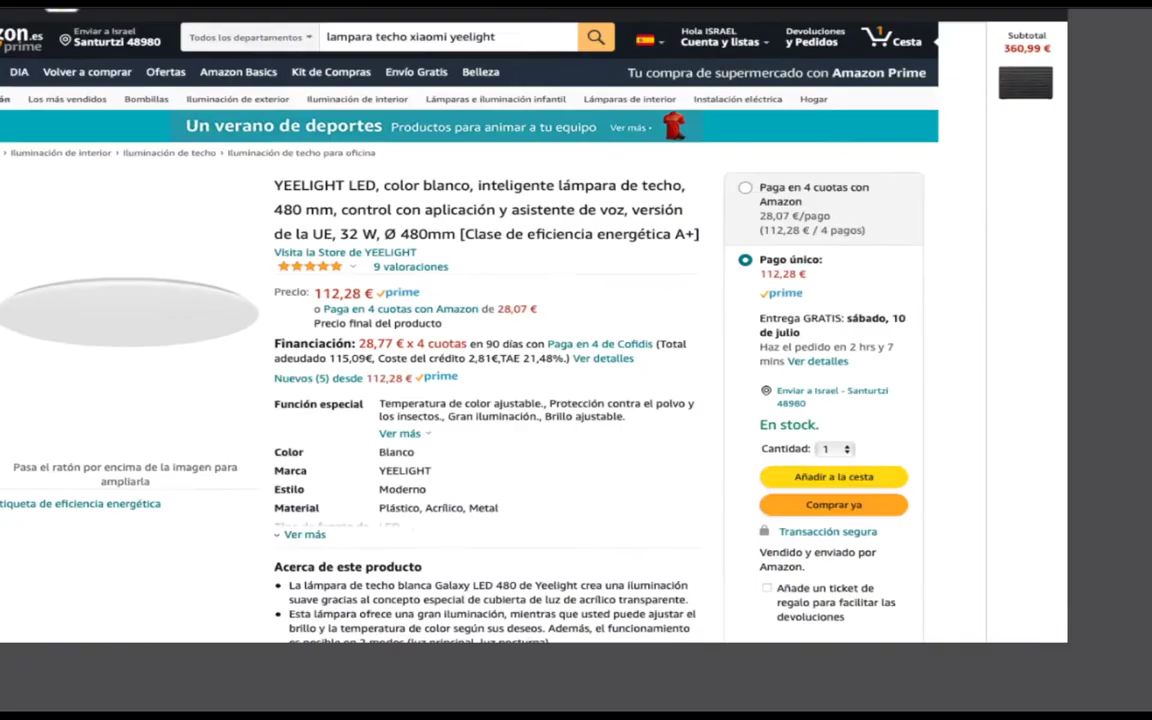 on.es
prime
Enviar a Israel
Santurtzi 48980
Todos los departamentos
lampara techo xiaomi yeelight
Hola ISRAEL
Cuenta y listas
Devoluciones
y Pedidos
1
Cesta
Subtotal
360,99 €
DIA Volver a comprar Ofertas Amazon Basics Kit de Compras Envío Gratis Belleza
Tu compra de supermercado con Amazon Prime
ón Los más vendidos Bombillas Iluminación de exterior Iluminación de interior Lámparas e iluminación infantil Lámparas de interior Instalación eléctrica Hogar
Un verano de deportes Productos para animar a tu equipo Ver más ›
› Iluminación de interior › Iluminación de techo › Iluminación de techo para oficina
YEELIGHT LED, color blanco, inteligente lámpara de techo,
480 mm, control con aplicación y asistente de voz, versión
de la UE, 32 W, Ø 480mm [Clase de eficiencia energética A+]
Visita la Store de YEELIGHT
9 valoraciones
Precio: 112,28 € prime
o Paga en 4 cuotas con Amazon de 28,07 €
Precio final del producto
Financiación: 28,77 € x 4 cuotas en 90 días con Paga en 4 de Cofidis (Total
adeudado 115,09€, Coste del crédito 2,81€,TAE 21,48%.) Ver detalles
Nuevos (5) desde 112,28 € prime
Función especial Temperatura de color ajustable., Protección contra el polvo y
los insectos., Gran iluminación., Brillo ajustable.
Ver más
Color Blanco
Marca YEELIGHT
Estilo Moderno
Material Plástico, Acrílico, Metal
Ver más
Acerca de este producto
• La lámpara de techo blanca Galaxy LED 480 de Yeelight crea una iluminación
suave gracias al concepto especial de cubierta de luz de acrílico transparente.
• Esta lámpara ofrece una gran iluminación, mientras que usted puede ajustar el
brillo y la temperatura de color según sus deseos. Además, el funcionamiento
es posible en 2 modos (luz principal, luz nocturna)
Pasa el ratón por encima de la imagen para
ampliarla
tiqueta de eficiencia energética
Paga en 4 cuotas con
Amazon
28,07 €/pago
(112,28 € / 4 pagos)
Pago único:
112,28 €
prime
Entrega GRATIS: sábado, 10
de julio
Haz el pedido en 2 hrs y 7
mins Ver detalles
Enviar a Israel - Santurtzi
48980
En stock.
Cantidad: 1
Añadir a la cesta
Comprar ya
Transacción segura
Vendido y enviado por
Amazon.
Añade un ticket de
regalo para facilitar las
devoluciones